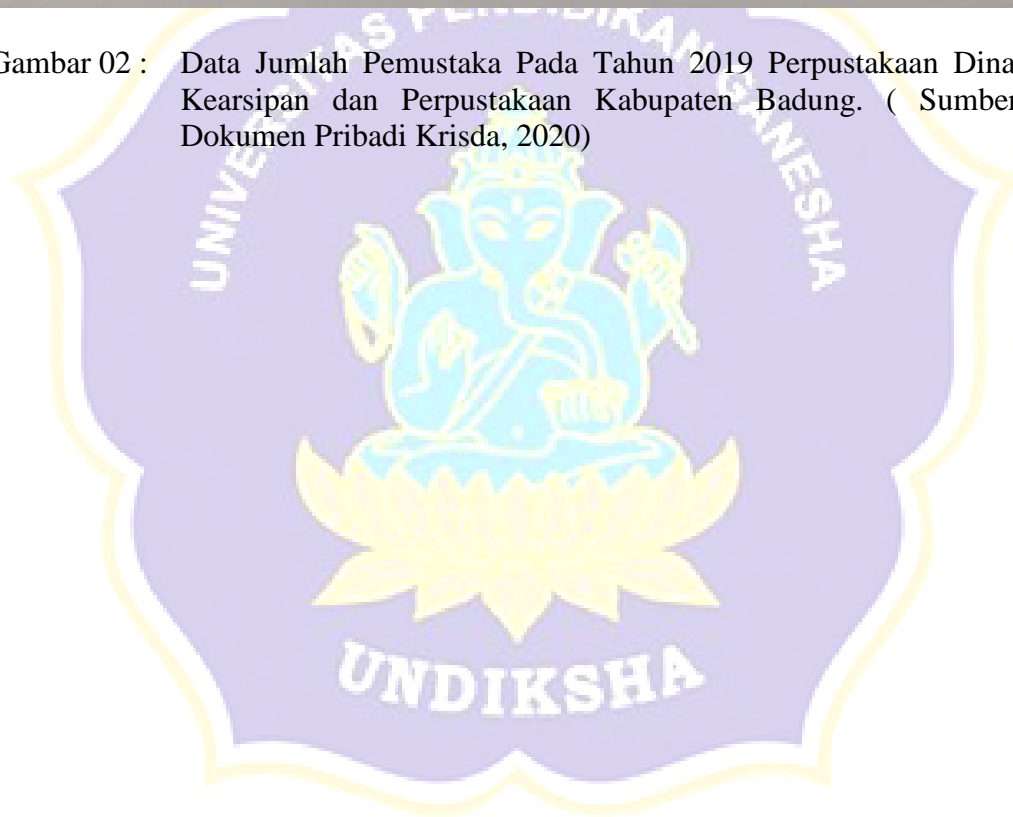 UNIVERSITAS PENDIDIKAN GANESHA
Gambar 02 : Data Jumlah Pemustaka Pada Tahun 2019 Perpustakaan Dina
Kearsipan dan Perpustakaan Kabupaten Badung. ( Sumber
Dokumen Pribadi Krisda, 2020)
UNDIKSHA